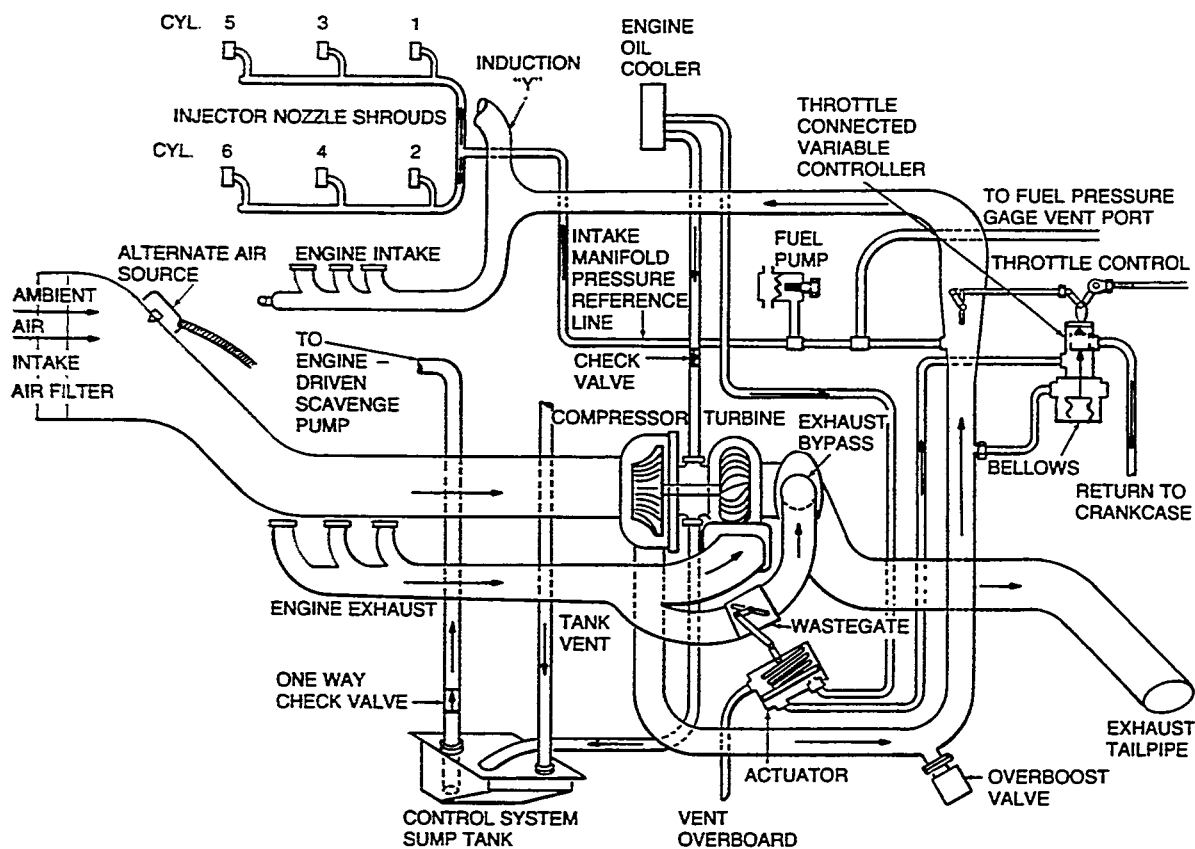 CYL. 5 3 1
INJECTOR NOZZLE SHROUDS
CYL. 6 4 2
INDUCTION
"Y"
ENGINE
OIL
COOLER
THROTTLE
CONNECTED
VARIABLE
CONTROLLER
TO FUEL PRESSURE
GAGE VENT PORT
THROTTLE CONTROL
ALTERNATE AIR
SOURCE
ENGINE INTAKE
INTAKE
MANIFOLD
PRESSURE
REFERENCE
LINE
FUEL
PUMP
AMBIENT
AIR
INTAKE
AIR FILTER
TO
ENGINE –
DRIVEN
SCAVENGE
PUMP
CHECK
VALVE
COMPRESSOR
TURBINE
EXHAUST
BYPASS
BELLOWS
RETURN TO
CRANKCASE
ENGINE EXHAUST
TANK
VENT
WASTEGATE
ONE WAY
CHECK VALVE
ACTUATOR
EXHAUST
TAILPIPE
OVERBOOST
VALVE
CONTROL SYSTEM
SUMP TANK
VENT
OVERBOARD